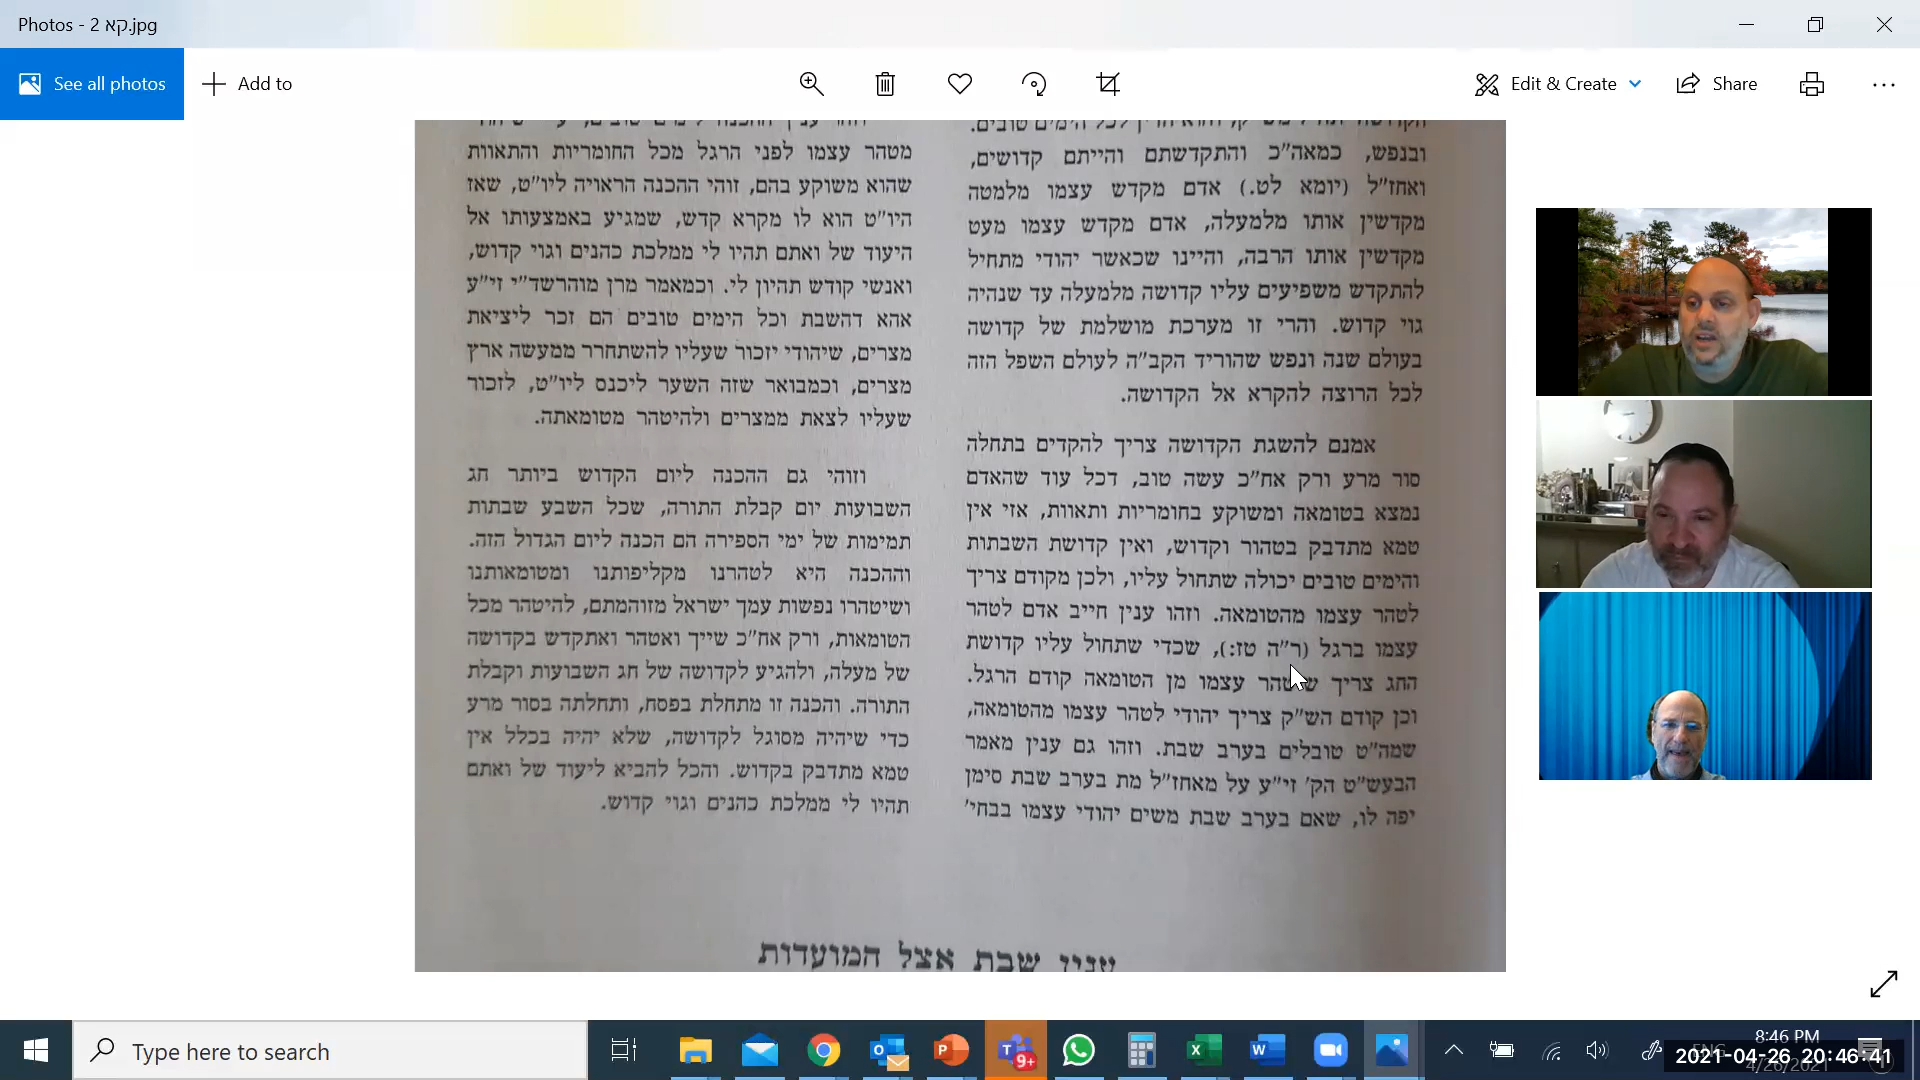 Photos - קא 2.jpg
See all photos
Add to
Edit & Create
Share
לכל הימים טובים.
ובנפש, כמאה"כ והתקדשתם והייתם קדושים,
ואחז"ל (יומא לט.) אדם מקדש עצמו מלמטה
מקדשין אותו מלמעלה, אדם מקדש עצמו מעט
מקדשין אותו הרבה, והיינו שכאשר יהודי מתחיל
להתקדש משפיעים עליו קדושה מלמעלה עד שנהיה
גוי קדוש. והרי זו מערכת מושלמת של קדושה
בעולם שנה ונפש שהוריד הקב"ה לעולם השפל הזה
לכל הרוצה להקרא אל הקדושה.
אמנם להשגת הקדושה צריך להקדים בתחלה
סור מרע ורק אח"כ עשה טוב, דכל עוד שהאדם
נמצא בטומאה ומשוקע בחומריות ותאוות, אזי אין
טמא מתדבק בטהור וקדוש, ואין קדושת השבתות
והימים טובים יכולה שתחול עליו, ולכן מקודם צריך
לטהר עצמו מהטומאה. וזהו ענין חייב אדם לטהר
עצמו ברגל (ר"ה טז:), שכדי שתחול עליו קדושת
החג צריך שיטהר עצמו מן הטומאה קודם הרגל.
וכן קודם הש"ק צריך יהודי לטהר עצמו מהטומאה,
שמה"ט טובלים בערב שבת. וזהו גם ענין מאמר
הבעש"ט הק' זי"ע על מאחז"ל מת בערב שבת סימן
יפה לו, שאם בערב שבת משים יהודי עצמו בבחי'
וזהו ענין ההכנה לימים טובים,
מטהר עצמו לפני הרגל מכל החומריות והתאוות
שהוא משוקע בהם, זוהי ההכנה הראויה ליו"ט, שאז
היו"ט הוא לו מקרא קדש, שמגיע באמצעותו אל
היעוד של ואתם תהיו לי ממלכת כהנים וגוי קדוש,
ואנשי קודש תהיון לי. וכמאמר מרן מוהרשד"י זי"ע
אהא דהשבת וכל הימים טובים הם זכר ליציאת
מצרים, שיהודי יזכור שעליו להשתחרר ממעשה ארץ
מצרים, וכמבואר שזה השער ליכנס ליו"ט, לזכור
שעליו לצאת ממצרים ולהיטהר מטומאתה.
וזוהי גם ההכנה ליום הקדוש ביותר חג
השבועות יום קבלת התורה, שכל השבע שבתות
תמימות של ימי הספירה הם הכנה ליום הגדול הזה.
וההכנה היא לטהרנו מקליפותנו ומטומאותנו
ושיטהרו נפשות עמך ישראל מזוהמתם, להיטהר מכל
הטומאות, ורק אח"כ שייך ואטהר ואתקדש בקדושה
של מעלה, ולהגיע לקדושה של חג השבועות וקבלת
התורה. והכנה זו מתחלת בפסח, ותחלתה בסור מרע
כדי שיהיה מסוגל לקדושה, שלא יהיה בכלל אין
טמא מתדבק בקדוש. והכל להביא ליעוד של ואתם
תהיו לי ממלכת כהנים וגוי קדוש.
ענין שבת אצל המועדות
Type here to search
9+
ENG
8:46 PM
4/26/2021
2021-04-26 20:46:41